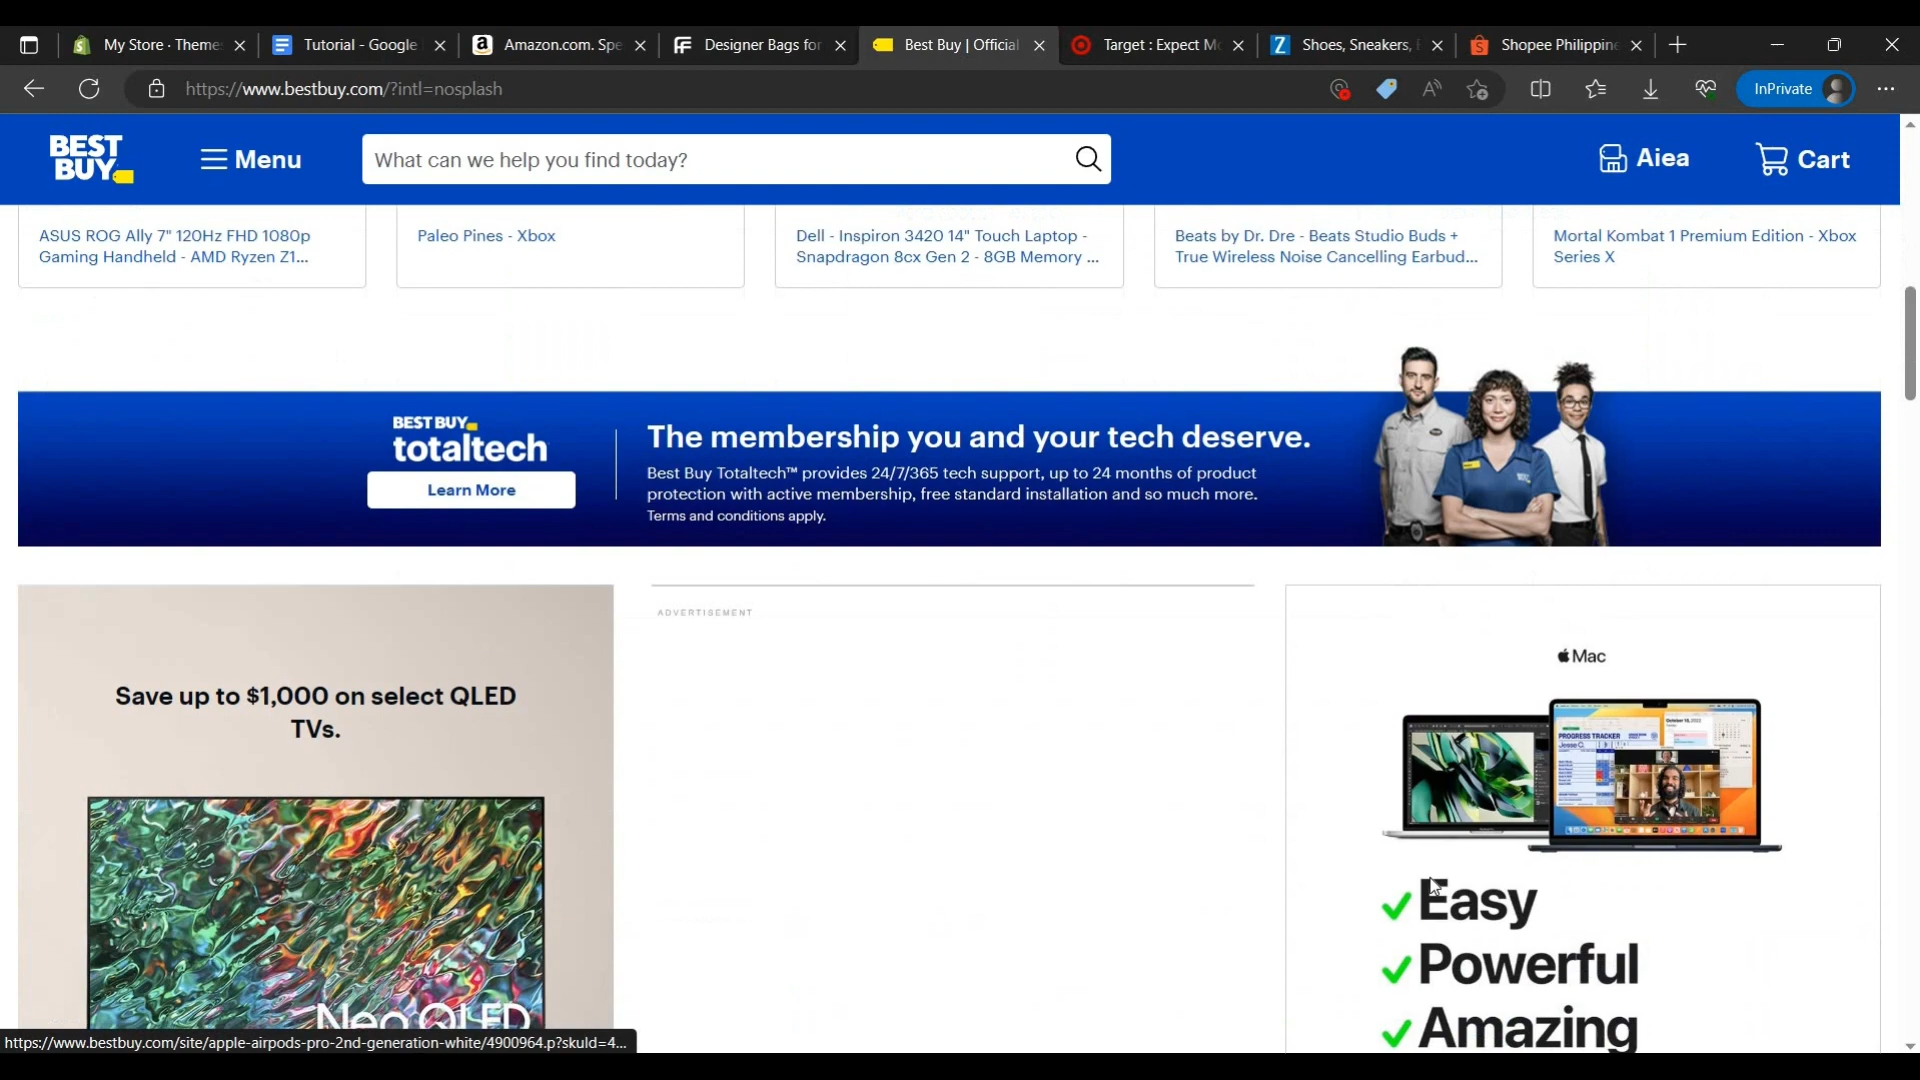 My Store · Theme
Tutorial - Google
Amazon.com. Spe
Designer Bags for
Best Buy | Official
Target : Expect Mo
Shoes, Sneakers,
Shopee Philippine
https://www.bestbuy.com/?intl=nosplash
InPrivate
BEST BUY
Menu
What can we help you find today?
Aiea
Cart
ASUS ROG Ally 7" 120Hz FHD 1080p
Gaming Handheld - AMD Ryzen Z1...
Paleo Pines - Xbox
Dell - Inspiron 3420 14" Touch Laptop -
Snapdragon 8cx Gen 2 - 8GB Memory ...
Beats by Dr. Dre - Beats Studio Buds +
True Wireless Noise Cancelling Earbud...
Mortal Kombat 1 Premium Edition - Xbox
Series X
BEST BUY
totaltech
Learn More
The membership you and your tech deserve.
Best Buy Totaltech™ provides 24/7/365 tech support, up to 24 months of product
protection with active membership, free standard installation and so much more.
Terms and conditions apply.
Save up to $1,000 on select QLED
TVs.
Neo QLED
ADVERTISEMENT
Mac
PROGRESS TRACKER
Easy
Powerful
Amazing
https://www.bestbuy.com/site/apple-airpods-pro-2nd-generation-white/4900964.p?skuId=4...